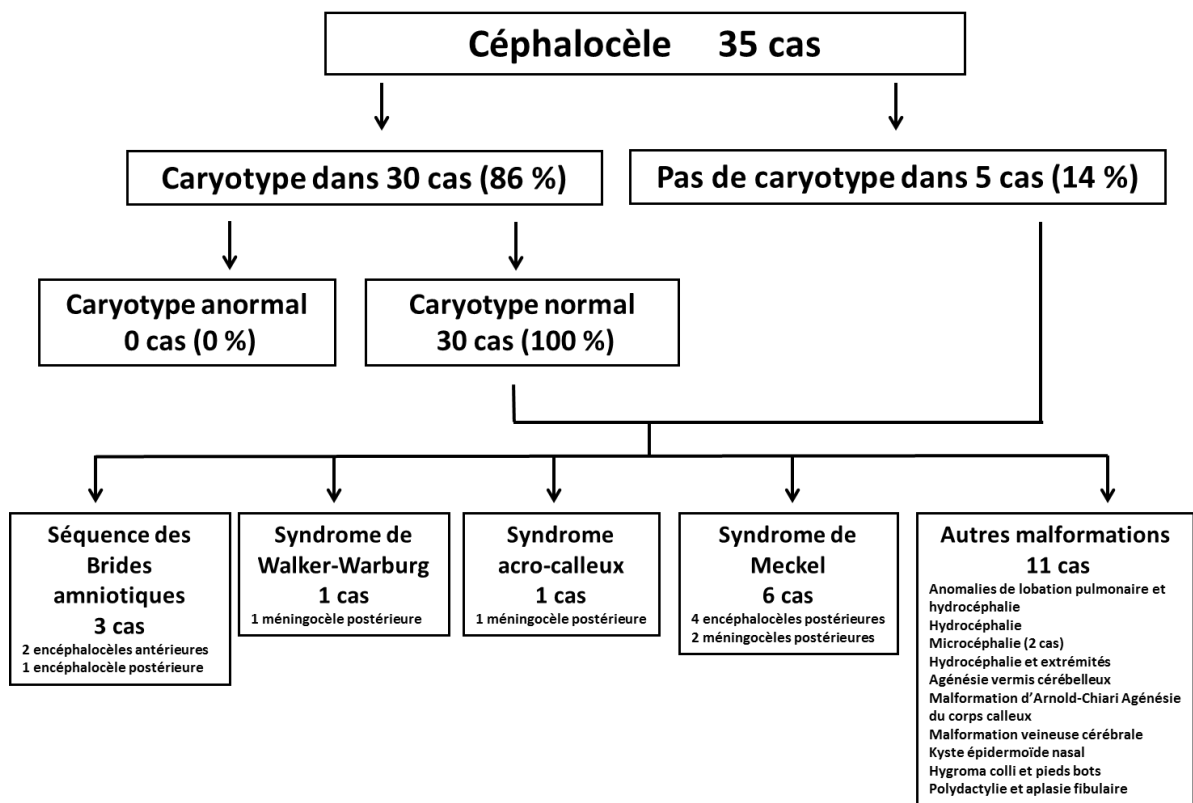 Céphalocèle 35 cas
Caryotype dans 30 cas (86 %)
Pas de caryotype dans 5 cas (14 %)
Caryotype anormal
0 cas (0 %)
Caryotype normal
30 cas (100 %)
Séquence des
Brides
amniotiques
3 cas
2 encéphalocèles antérieures
1 encéphalocèle postérieure
Syndrome de
Walker-Warburg
1 cas
1 méningocèle postérieure
Syndrome
acro-calleux
1 cas
1 méningocèle postérieure
Syndrome de
Meckel
6 cas
4 encéphalocèles postérieures
2 méningocèles postérieures
Autres malformations
11 cas
Anomalies de lobation pulmonaire et
hydrocéphalie
Hydrocéphalie
Microcéphalie (2 cas)
Hydrocéphalie et extrémités
Agénésie vermis cérébelleux
Malformation d'Arnold-Chiari Agénésie
du corps calleux
Malformation veineuse cérébrale
Kyste épidermoïde nasal
Hygroma colli et pieds bots
Polydactylie et aplasie fibulaire